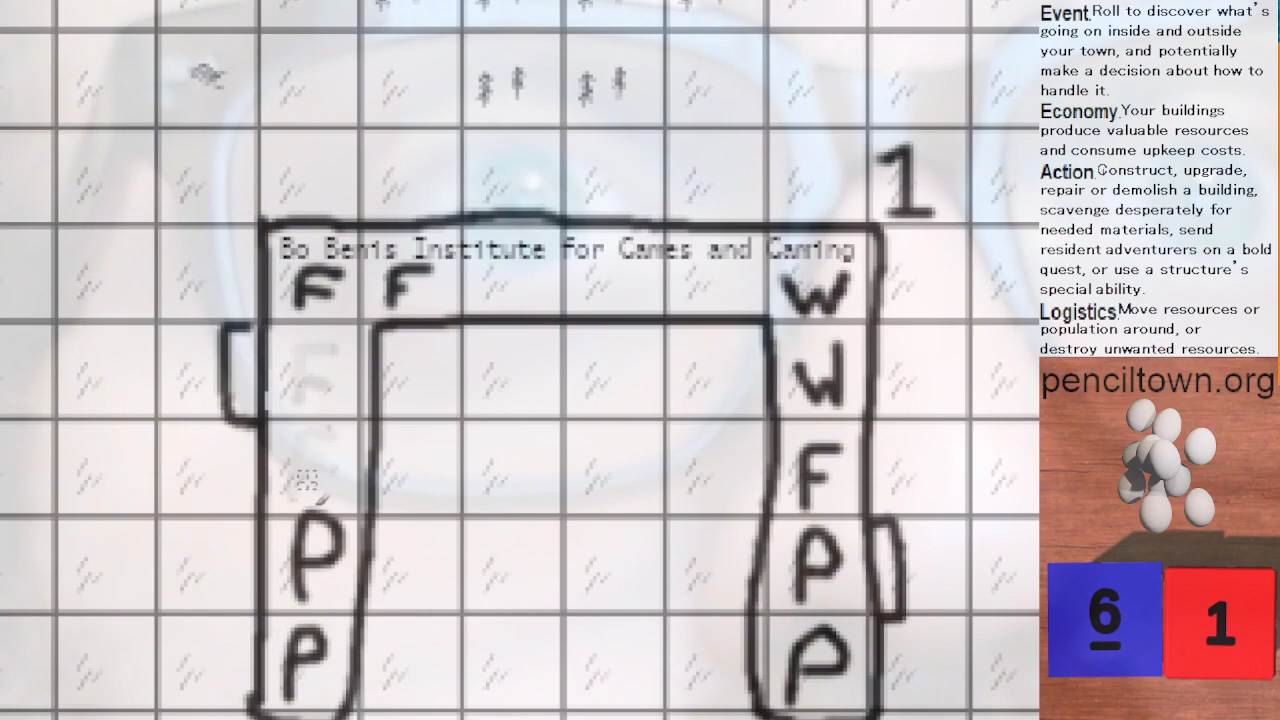 1
Bo Benis Institute for Games and Gaming
F F W
F W
F
P P
P P
Event Roll to discover what's
going on inside and outside
your town, and potentially
make a decision about how to
handle it.
Economy Your buildings
produce valuable resources
and consume upkeep costs.
Action Construct, upgrade,
repair or demolish a building,
scavenge desperately for
needed materials, send
resident adventurers on a bold
quest, or use a structure's
special ability.
Logistics Move resources or
population around, or
destroy unwanted resources.
penciltown.org
6 1